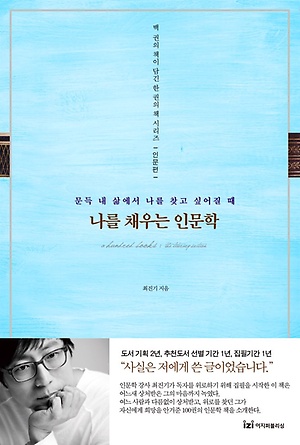 백 권의 책이 담긴 한 권의 책 시리즈 - 인문편 -
문득 내 삶에서 나를 찾고 싶어질 때
나를 채우는 인문학
a hundred books : the literary
최진기 지음
도서 기획 2년, 추천도서 선별 기간 1년, 집필기간 1년
“사실은 저에게 쓴 글이었습니다.”
인문학 강사 최진기가 독자를 위로하기 위해 집필을 시작한 이 책은
어느새 상처받은 그의 마음까지 녹였다.
여느 사람과 다름없이 상처받고, 위로를 찾던 그가
자신에게 희망을 안기준 100권의 인문학 책을 소개한다.
izi 이지퍼블리싱